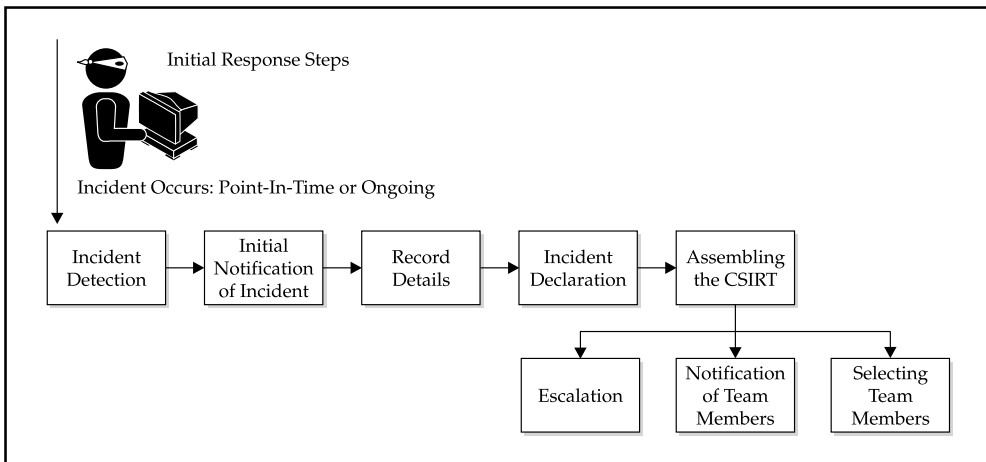 Initial Response Steps
Incident Occurs: Point-In-Time or Ongoing
Incident
Detection
Initial
Notification
of Incident
Record
Details
Incident
Declaration
Assembling
the CSIRT
Escalation
Notification
of Team
Members
Selecting
Team
Members